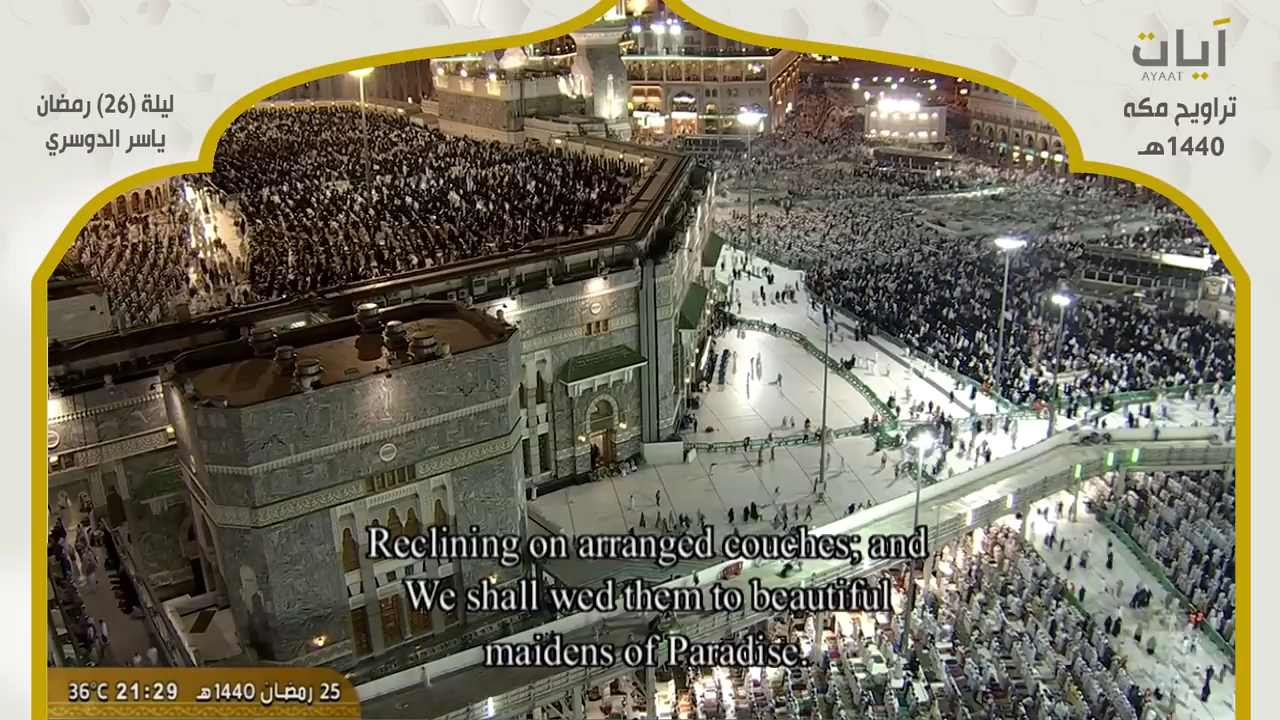 آيات
AYAAT
تراويح مكه
1440هـ
ليلة (26) رمضان
ياسر الدوسري
Reclining on arranged couches; and
We shall wed them to beautiful
maidens of Paradise.
36°C 21:29 25 رمضان 1440هـ